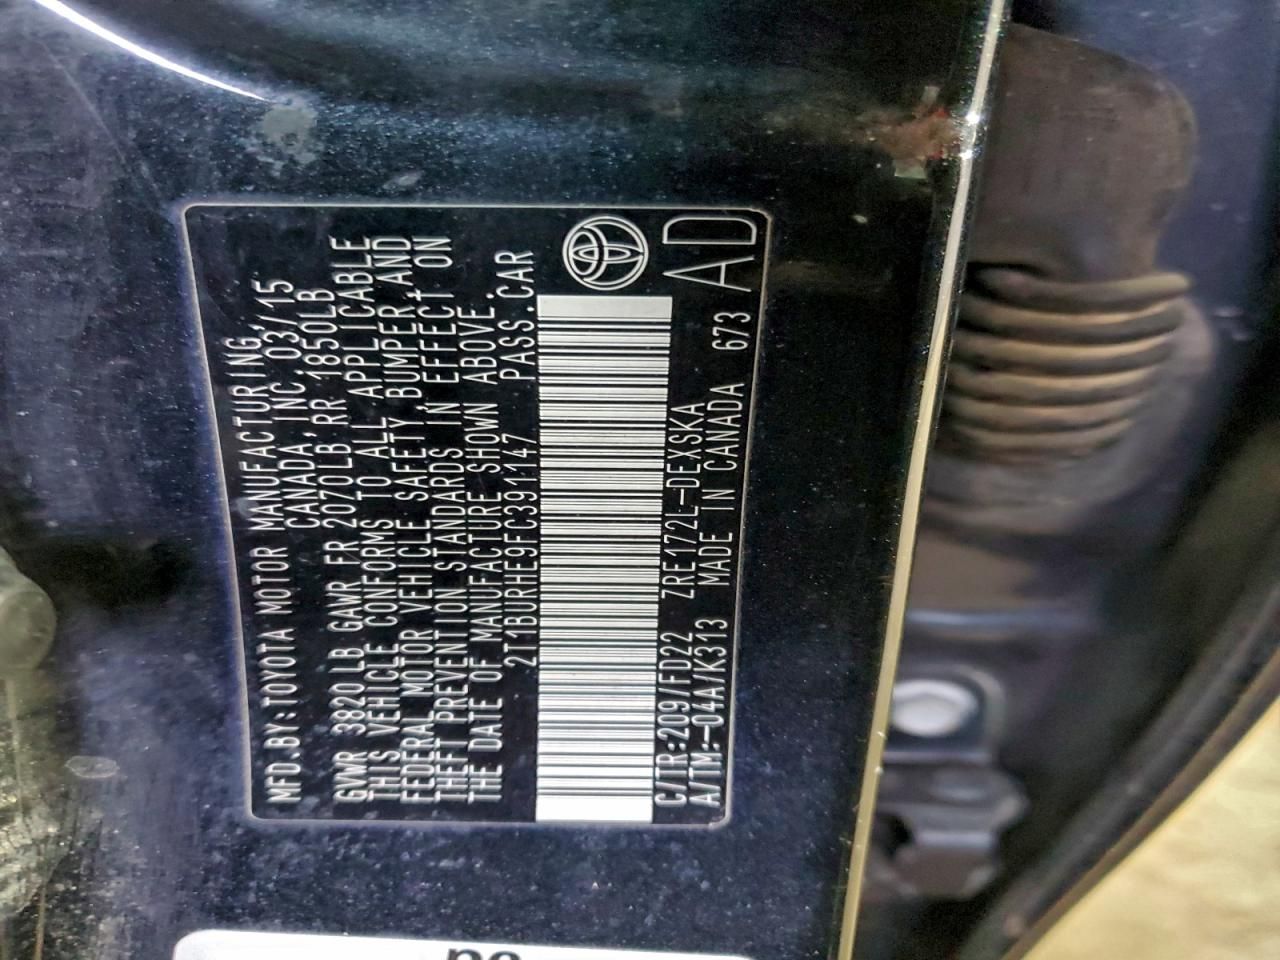 MFD.BY:TOYOTA MOTOR MANUFACTURING,
CANADA,INC.03/15
GVWR 3820 LB GAWR FR 2070LB RR 1850LB
THIS VEHICLE CONFORMS TO ALL APPLICABLE
FEDERAL MOTOR VEHICLE SAFETY, BUMPER, AND
THEFT PREVENTION STANDARDS IN EFFECT ON
THE DATE OF MANUFACTURE SHOWN ABOVE.
2T1BURHE9FC391147 PASS.CAR
C/TR:209/FD22 ZRE172L-DEXSKA
A/TM:-04A/K313 MADE IN CANADA 673
AD